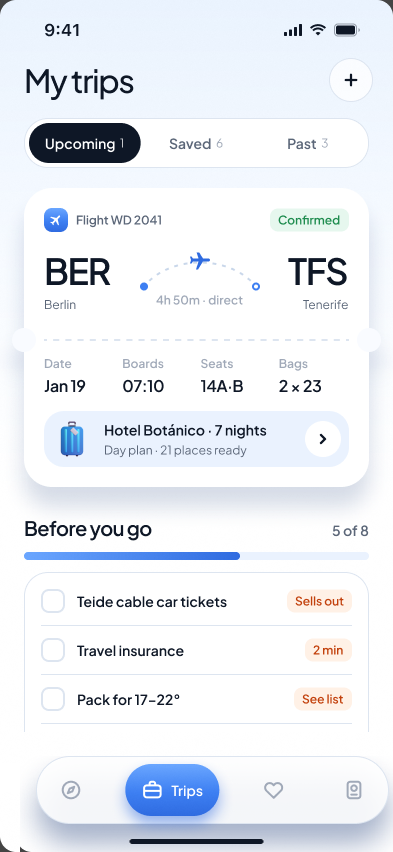 9:41
My trips
Upcoming 1
Saved 6
Past 3
Flight WD 2041
Confirmed
BER
TFS
Berlin
4h 50m · direct
Tenerife
Date
Boards
Seats
Bags
Jan 19
07:10
14A·B
2 × 23
Hotel Botánico · 7 nights
Day plan · 21 places ready
Before you go
5 of 8
Teide cable car tickets
Sells out
Travel insurance
2 min
Pack for 17–22°
See list
Trips